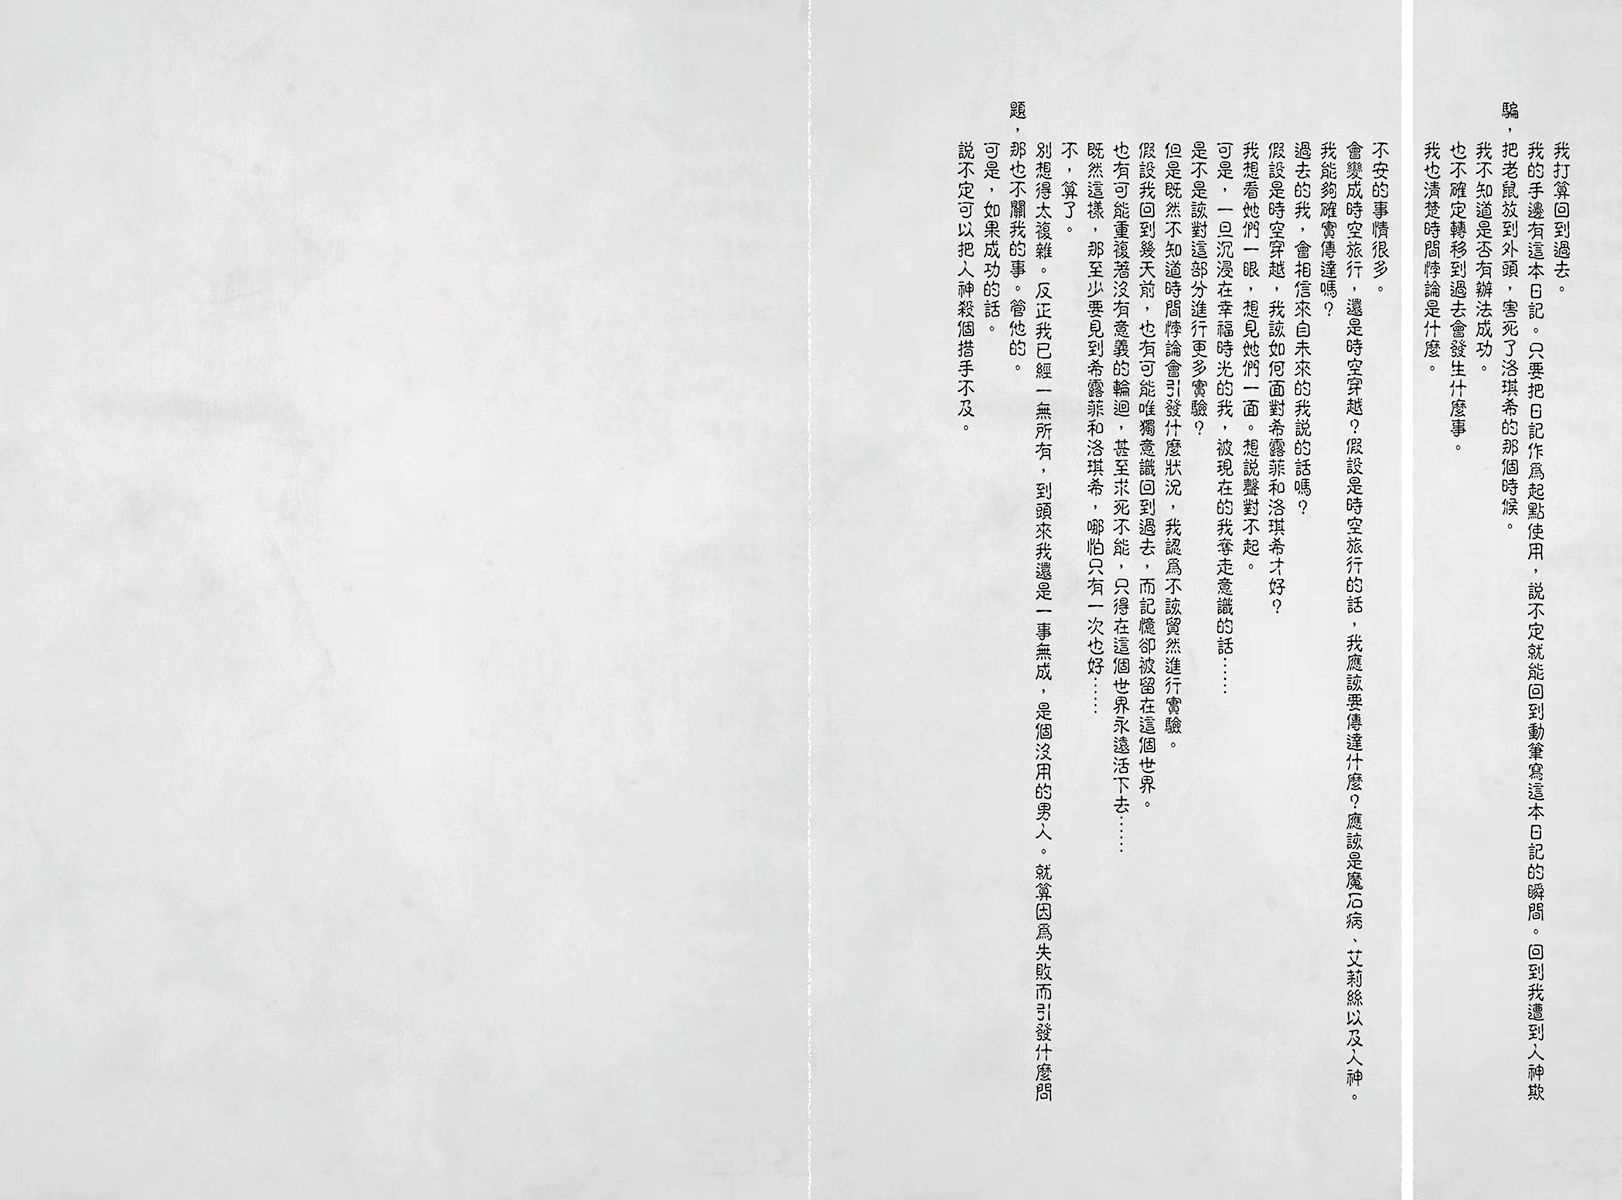 我打算回到過去。
我的手邊有這本日記。只要把日記作為起點使用，說不定就能回到動筆寫這本日記的瞬間。回到我遭到人神欺
騙，把老鼠放到外頭，害死了洛琪希的那個時候。
我不知道是否有辦法成功。
也不確定轉移到過去會發生什麼事。
我也清楚時間悖論是什麼。
不安的事情很多。
會變成時空旅行，還是時空穿越？假設是時空旅行的話，我應該要傳達什麼？應該是魔石病、艾莉絲以及人神。
我能夠確實傳達嗎？
過去的我，會相信來自未來的我說的話嗎？
假設是時空穿越，我該如何面對希露菲和洛琪希才好？
我想看她們一眼，想見她們一面。想說聲對不起。
可是，一旦沉浸在幸福時光的我，被現在的我奪走意識的話……
是不是該對這部分進行更多實驗？
但是既然不知道時間悖論會引發什麼狀況，我認為不該貿然進行實驗。
假設我回到幾天前，也有可能唯獨意識回到過去，而記憶卻被留在這個世界。
也有可能重複著沒有意義的輪迴，甚至求死不能，只得在這個世界永遠活下去……
既然這樣，那至少要見到希露菲和洛琪希，哪怕只有一次也好……
不，算了。
別想得太複雜。反正我已經一無所有，到頭來我還是一事無成，是個沒用的男人。就算因為失敗而引發什麼問
題，那也不關我的事。管他的。
可是，如果成功的話。
說不定可以把人神殺個措手不及。